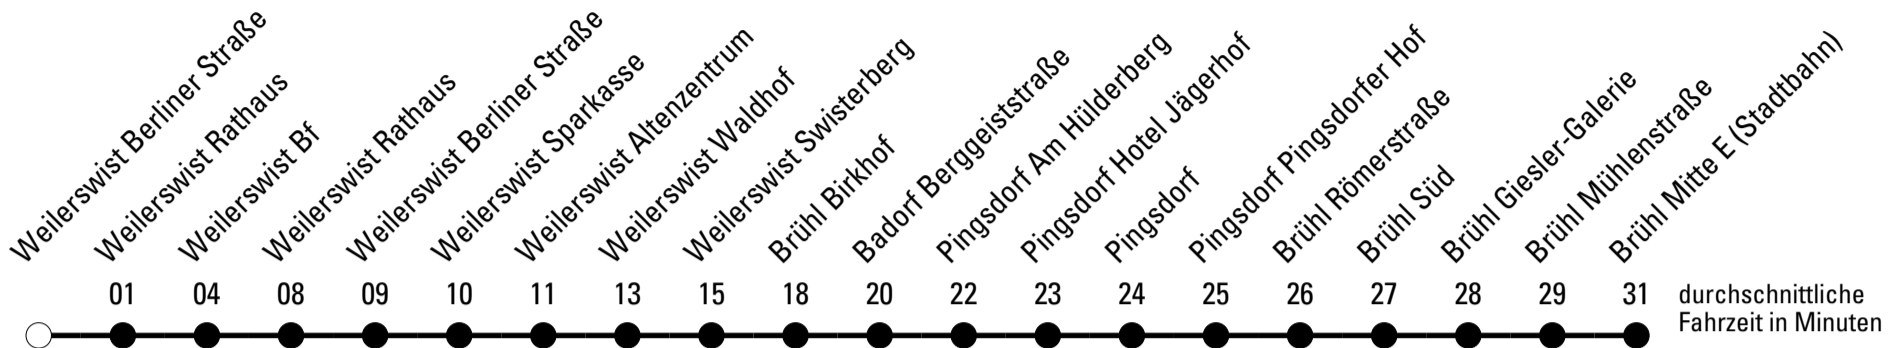 Weilerswist Berliner Straße
Weilerswist Rathaus
Weilerswist Bf
Weilerswist Rathaus
Weilerswist Berliner Straße
Weilerswist Sparkasse
Weilerswist Altenzentrum
Weilerswist Waldhof
Weilerswist Swisterberg
Brühl Birkhof
Badorf Berggeiststraße
Pingsdorf Am Hülderberg
Pingsdorf Hotel Jägerhof
Pingsdorf
Pingsdorf Pingsdorfer Hof
Brühl Römerstraße
Brühl Süd
Brühl Giesler-Galerie
Brühl Mühlenstraße
Brühl Mitte E (Stadtbahn)
01 04 08 09 10 11 13 15 18 20 22 23 24 25 26 27 28 29 31
durchschnittliche
Fahrzeit in Minuten